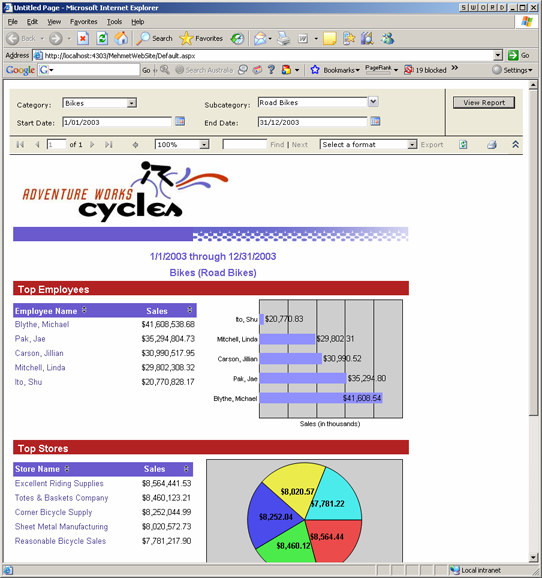 Untitled Page - Microsoft Internet Explorer
S W O R D
File Edit View Favorites Tools Help
Back Search Favorites
Address http://localhost:4303/MehmetWebSite/Default.aspx Go
Google G Go Search Australia Bookmarks PageRank 19 blocked Settings
Category: Bikes Subcategory: Road Bikes View Report
Start Date: 1/01/2003 End Date: 31/12/2003
1 of 1 100% Find | Next Select a format Export
ADVENTURE WORKS
cycles
1/1/2003 through 12/31/2003
Bikes (Road Bikes)
Top Employees
Employee Name Sales
Blythe, Michael $41,608,538.68
Pak, Jae $35,294,804.73
Carson, Jillian $30,990,517.95
Mitchell, Linda $29,802,308.32
Ito, Shu $20,770,828.17
Ito, Shu $20,770.83
Mitchell, Linda $29,802.31
Carson, Jillian $30,990.52
Pak, Jae $35,294.80
Blythe, Michael $41,608.54
Sales (in thousands)
Top Stores
Store Name Sales
Excellent Riding Supplies $8,564,441.53
Totes & Baskets Company $8,460,123.21
Corner Bicycle Supply $8,252,044.99
Sheet Metal Manufacturing $8,020,572.73
Reasonable Bicycle Sales $7,781,217.90
$8,020.57
$7,781.22
$8,252.04
$8,564.44
$8,460.12
Local intranet